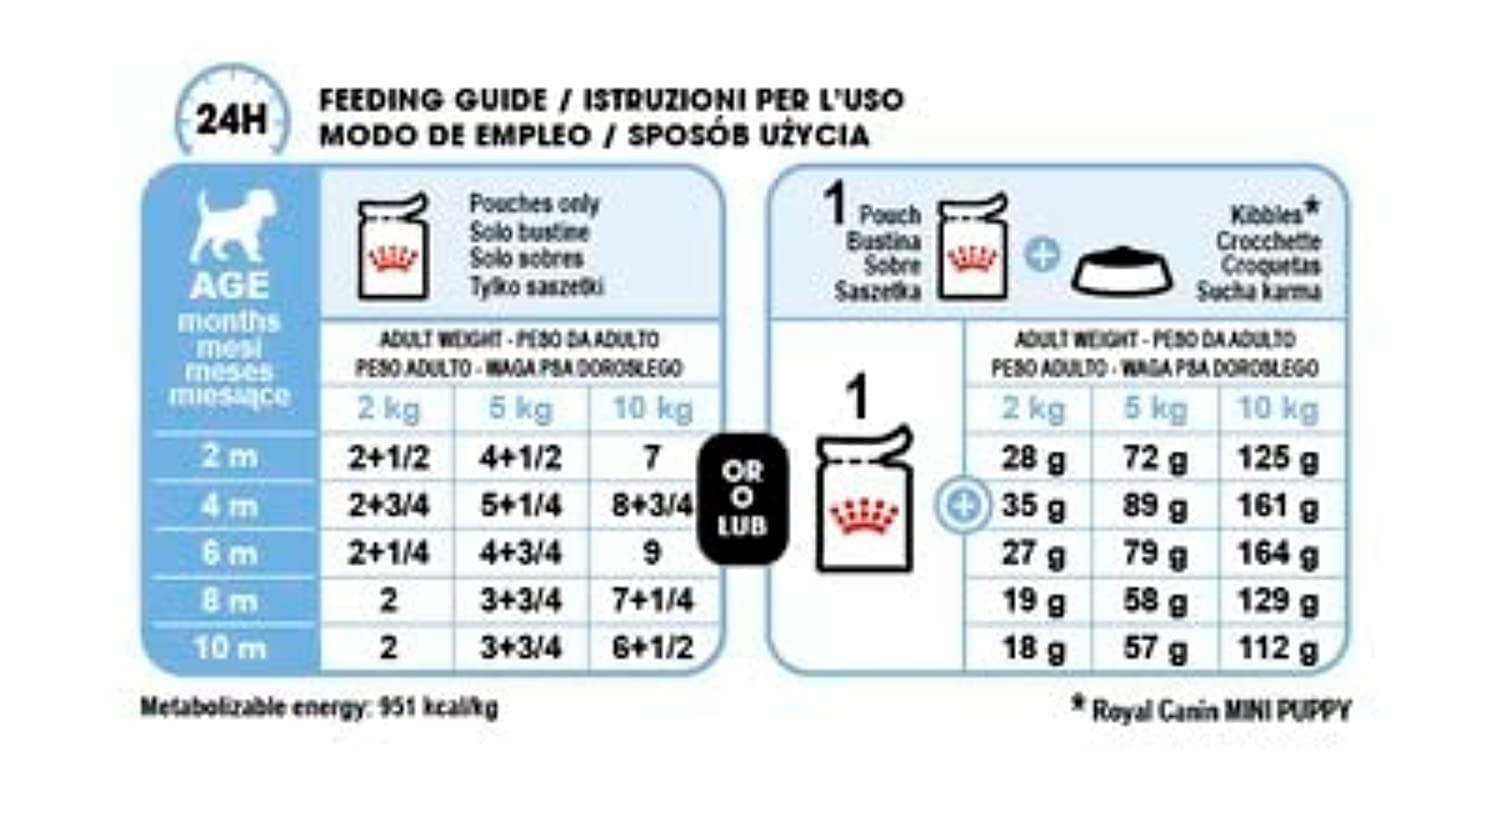 24H
FEEDING GUIDE / ISTRUZIONI PER L'USO
MODO DE EMPLEO / SPOSÓB UŻYCIA
AGE
months
mesi
meses
miesiące
Pouches only
Solo bustine
Solo sobres
Tylko saszetki
ADULT WEIGHT - PESO DA ADULTO
PESO ADULTO - WAGA PSA DOROSŁEGO
2 kg 5 kg 10 kg
2 m 2+1/2 4+1/2 7
4 m 2+3/4 5+1/4 8+3/4
6 m 2+1/4 4+3/4 9
8 m 2 3+3/4 7+1/4
10 m 2 3+3/4 6+1/2
OR
O
LUB
1 Pouch
Bustina
Sobre
Saszetka
+
Kibbles*
Crocchette
Croquetas
Sucha karma
1
+
ADULT WEIGHT - PESO DA ADULTO
PESO ADULTO - WAGA PSA DOROSLEGO
2 kg 5 kg 10 kg
28 g 72 g 125 g
35 g 89 g 161 g
27 g 79 g 164 g
19 g 58 g 129 g
18 g 57 g 112 g
Metabolizable energy: 951 kcal/kg
* Royal Canin MINI PUPPY